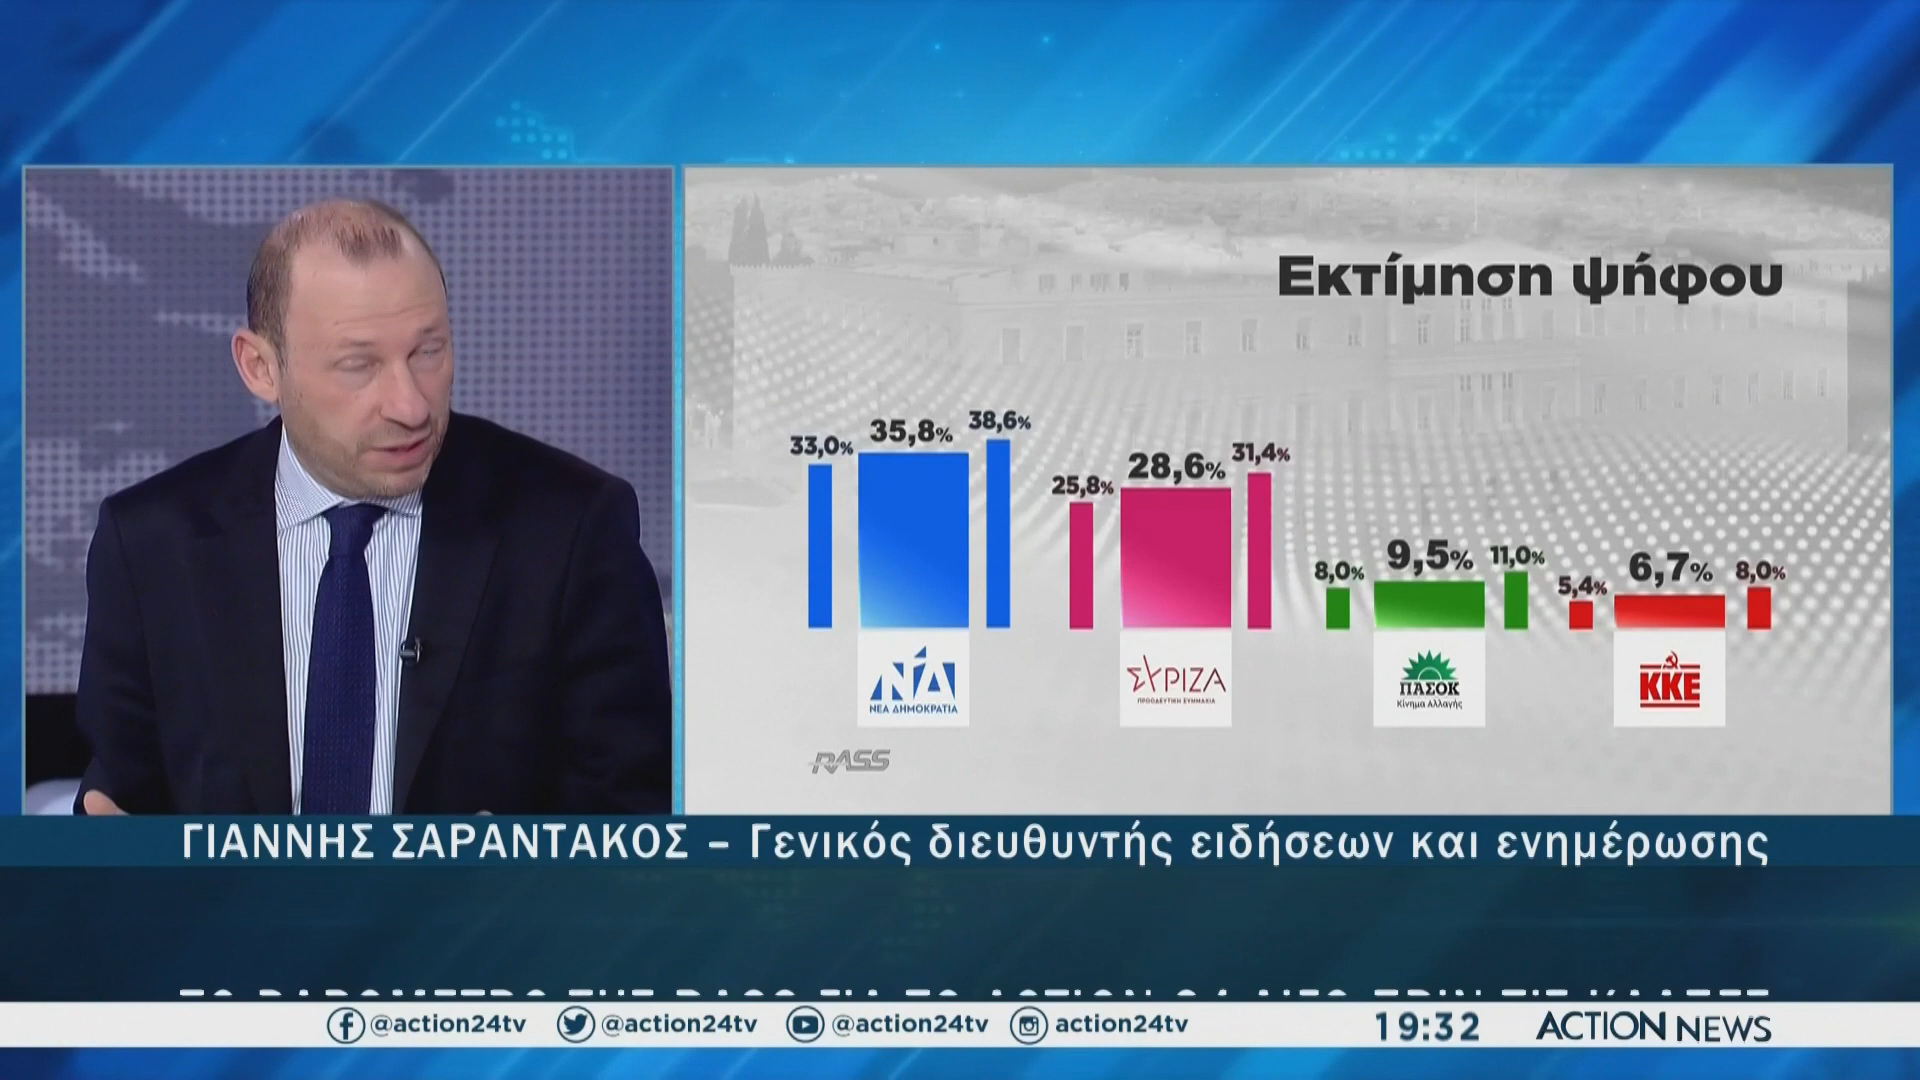 Εκτίμηση ψήφου
33,0% 35,8% 38,6%
25,8% 28,6% 31,4%
8,0% 9,5% 11,0%
5,4% 6,7% 8,0%
ΝΔ
ΝΕΑ ΔΗΜΟΚΡΑΤΙΑ
ΣΥΡΙΖΑ
ΠΡΟΟΔΕΥΤΙΚΗ ΣΥΜΜΑΧΙΑ
ΠΑΣΟΚ
Κίνημα Αλλαγής
ΚΚΕ
RASS
ΓΙΑΝΝΗΣ ΣΑΡΑΝΤΑΚΟΣ – Γενικός διευθυντής ειδήσεων και ενημέρωσης
@action24tv @action24tv @action24tv action24tv 19:32 ACTION NEWS